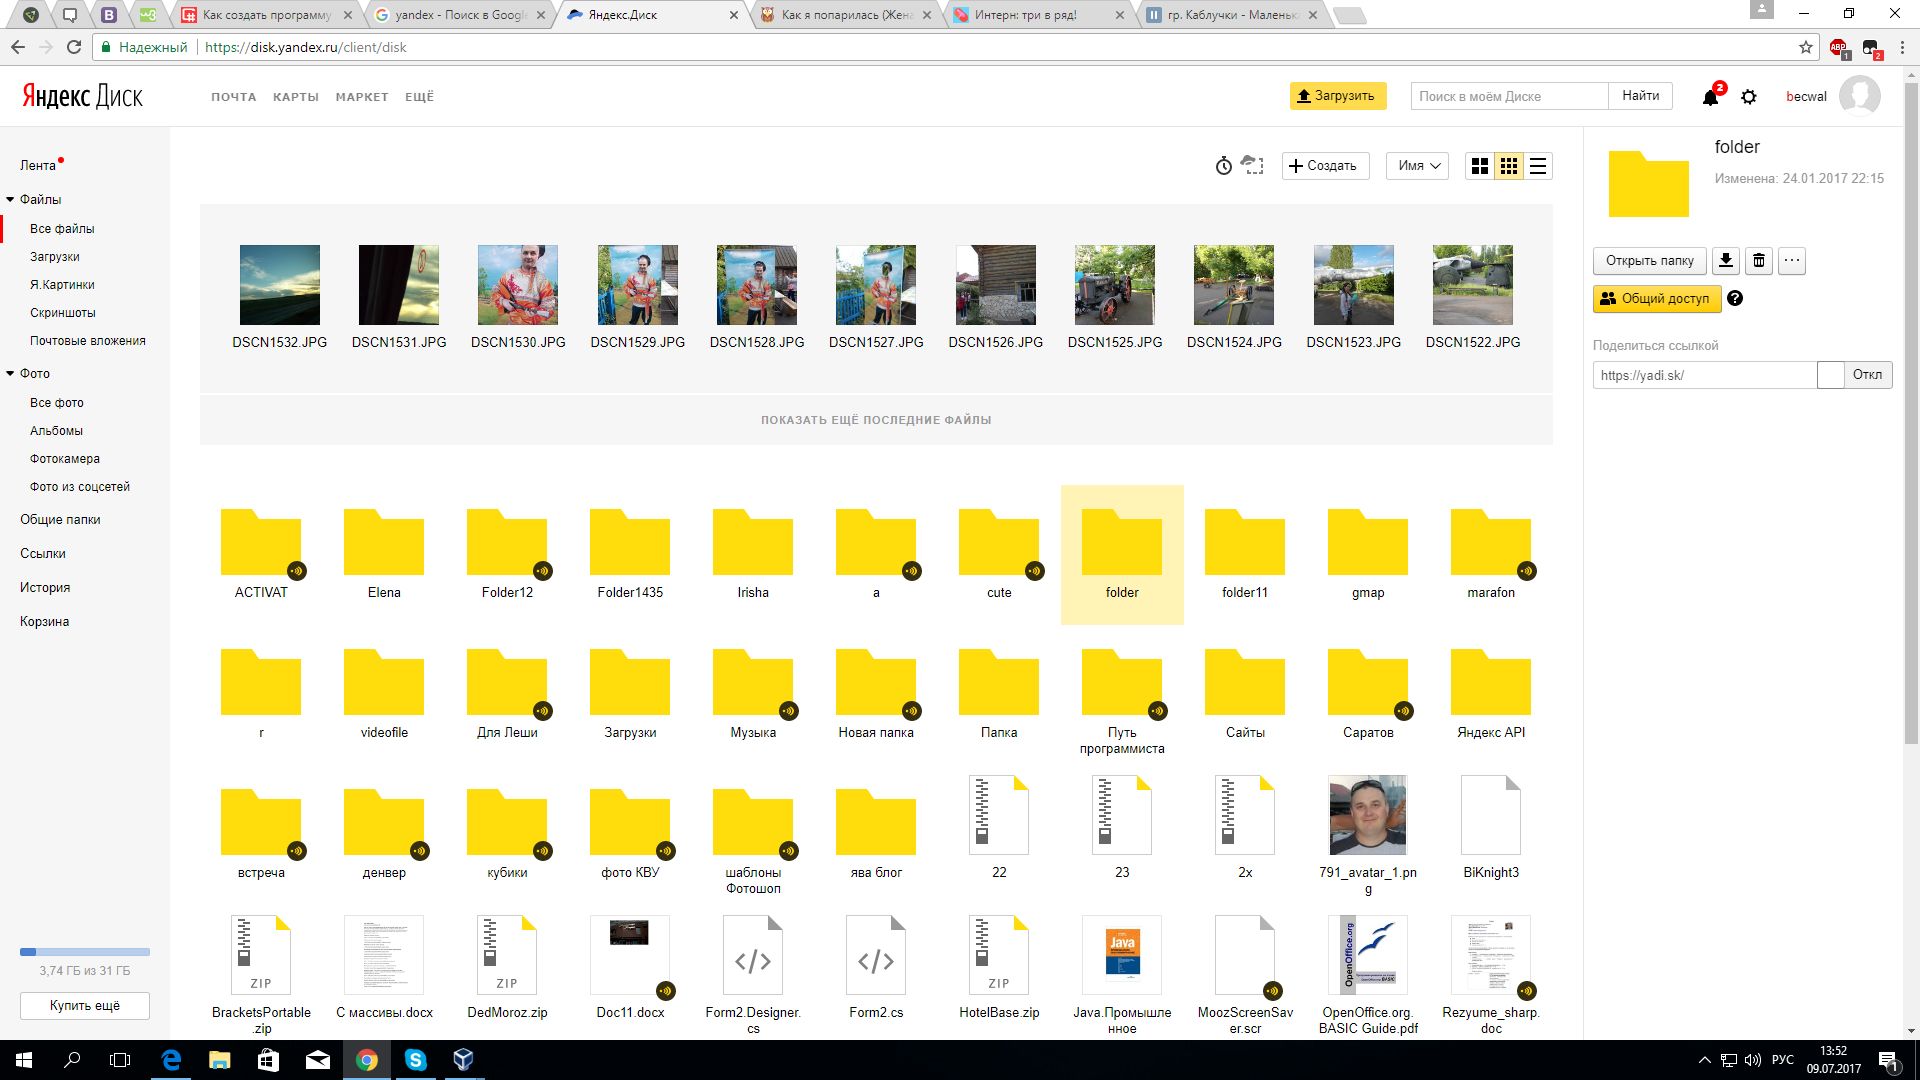 Как создать программу
yandex - Поиск в Google
Яндекс.Диск
Как я попарилась (Жена
Интерн: три в ряд!
гр. Каблучки - Маленька
Надежный
https://disk.yandex.ru/client/disk
Яндекс Диск
ПОЧТА КАРТЫ МАРКЕТ ЕЩЁ
Загрузить
Поиск в моём Диске
Найти
2
becwal
Лента
Файлы
Все файлы
Загрузки
Я.Картинки
Скриншоты
Почтовые вложения
Фото
Все фото
Альбомы
Фотокамера
Фото из соцсетей
Общие папки
Ссылки
История
Корзина
3,74 ГБ из 31 ГБ
Купить ещё
Создать
Имя
DSCN1532.JPG DSCN1531.JPG DSCN1530.JPG DSCN1529.JPG DSCN1528.JPG DSCN1527.JPG DSCN1526.JPG DSCN1525.JPG DSCN1524.JPG DSCN1523.JPG DSCN1522.JPG
ПОКАЗАТЬ ЕЩЁ ПОСЛЕДНИЕ ФАЙЛЫ
ACTIVAT Elena Folder12 Folder1435 Irisha a cute folder folder11 gmap marafon
r videofile Для Леши Загрузки Музыка Новая папка Папка Путь Сайты Саратов Яндекс API
программиста
встреча денвер кубики фото КВУ шаблоны ява блог 22 23 2x 791_avatar_1.pn BiKnight3
Фотошоп g
ZIP ZIP ZIP Java OpenOffice.org
BracketsPortable С массивы.docx DedMoroz.zip Doc11.docx Form2.Designer. Form2.cs HotelBase.zip Java.Промышле MoozScreenSav OpenOffice.org. Rezyume_sharp.
.zip cs нное er.scr BASIC Guide.pdf doc
folder
Изменена: 24.01.2017 22:15
Открыть папку
Общий доступ
Поделиться ссылкой
https://yadi.sk/
Откл
РУС
13:52
09.07.2017
1